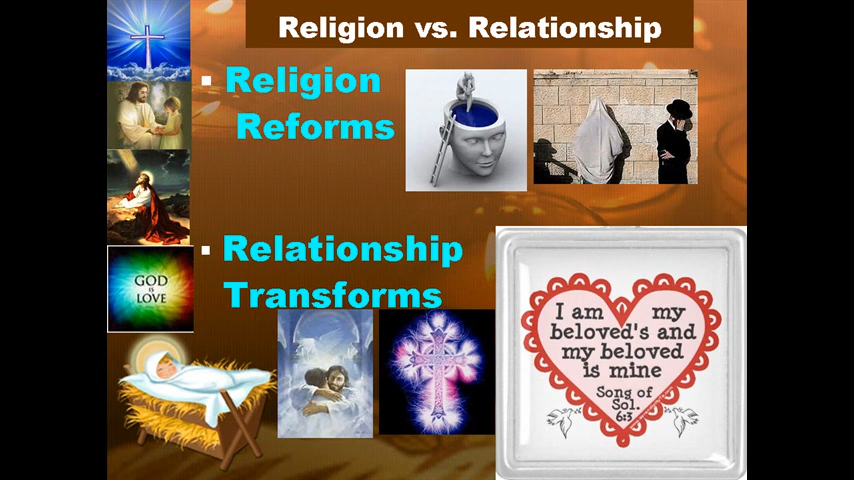 Religion vs. Relationship
▪ Religion
Reforms
▪ Relationship
Transforms
GOD
IS
LOVE
I am my
beloved's and
my beloved
is mine
Song of
Sol.
6:3